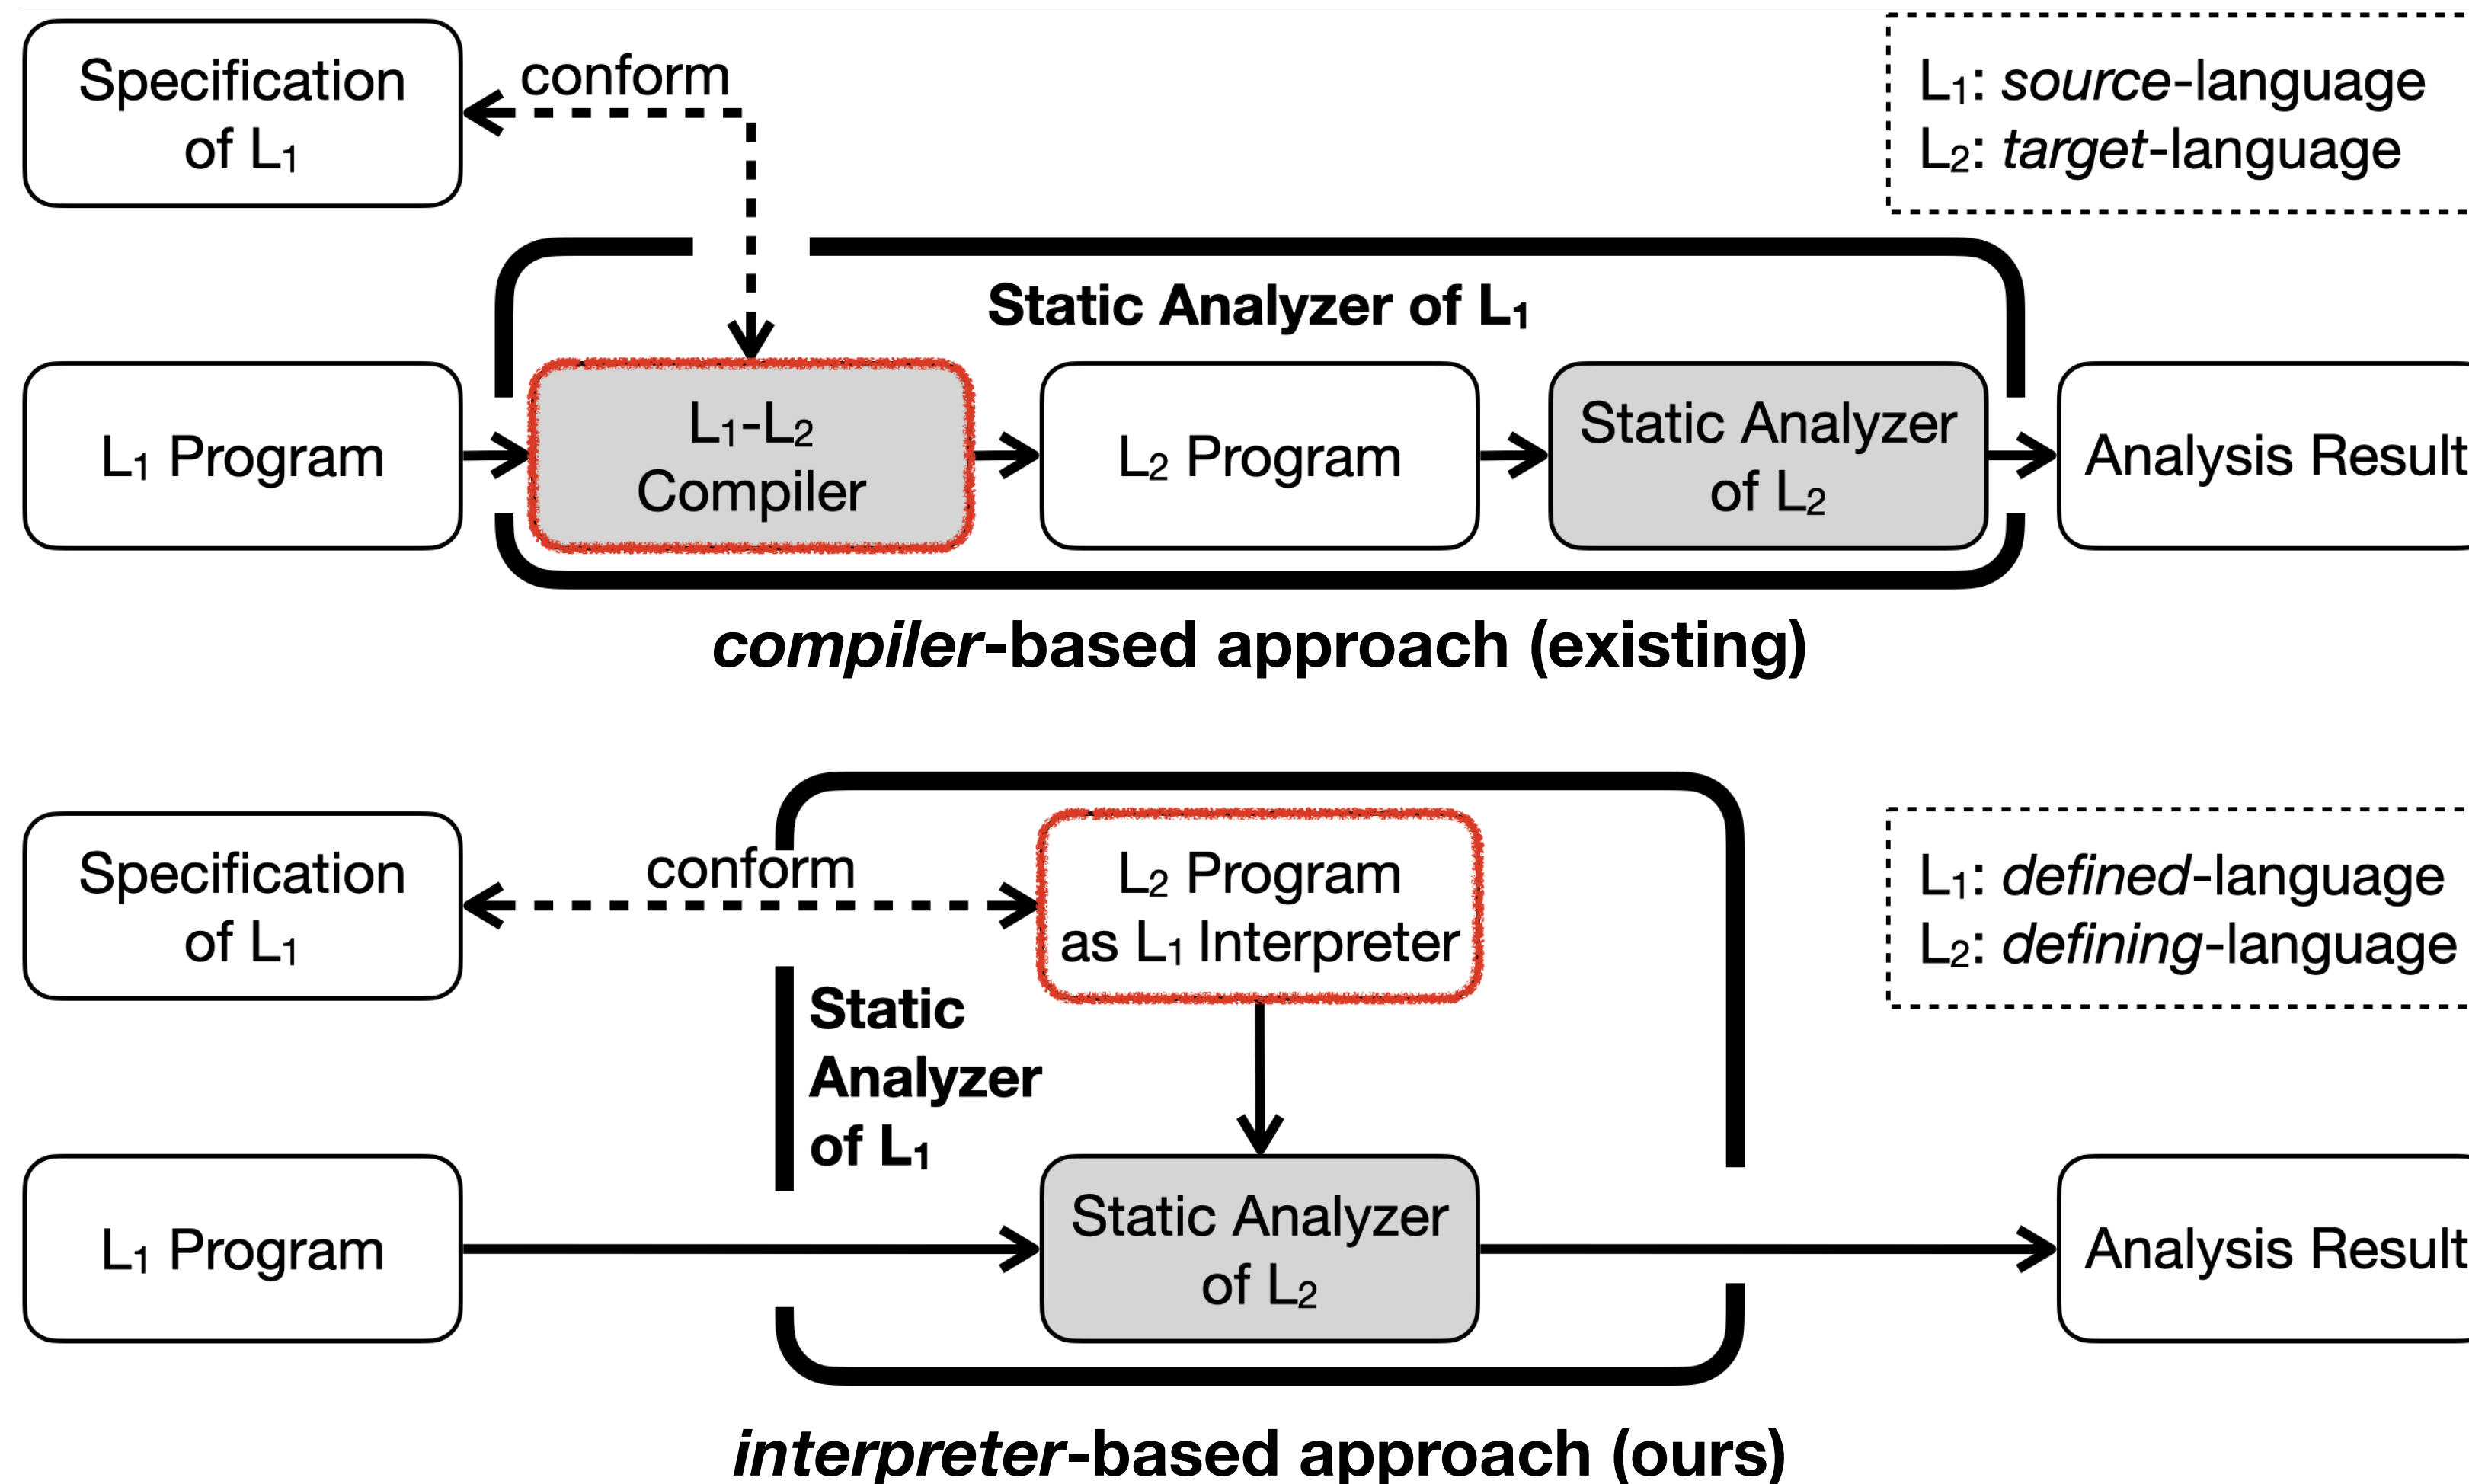 Specification
of L₁
conform
L₁: source-language
L₂: target-language
Static Analyzer of L₁
L₁ Program
L₁-L₂
Compiler
L₂ Program
Static Analyzer
of L₂
Analysis Result
compiler-based approach (existing)
Specification
of L₁
conform
L₂ Program
as L₁ Interpreter
L₁: defined-language
L₂: defining-language
Static
Analyzer
of L₁
L₁ Program
Static Analyzer
of L₂
Analysis Result
interpreter-based approach (ours)